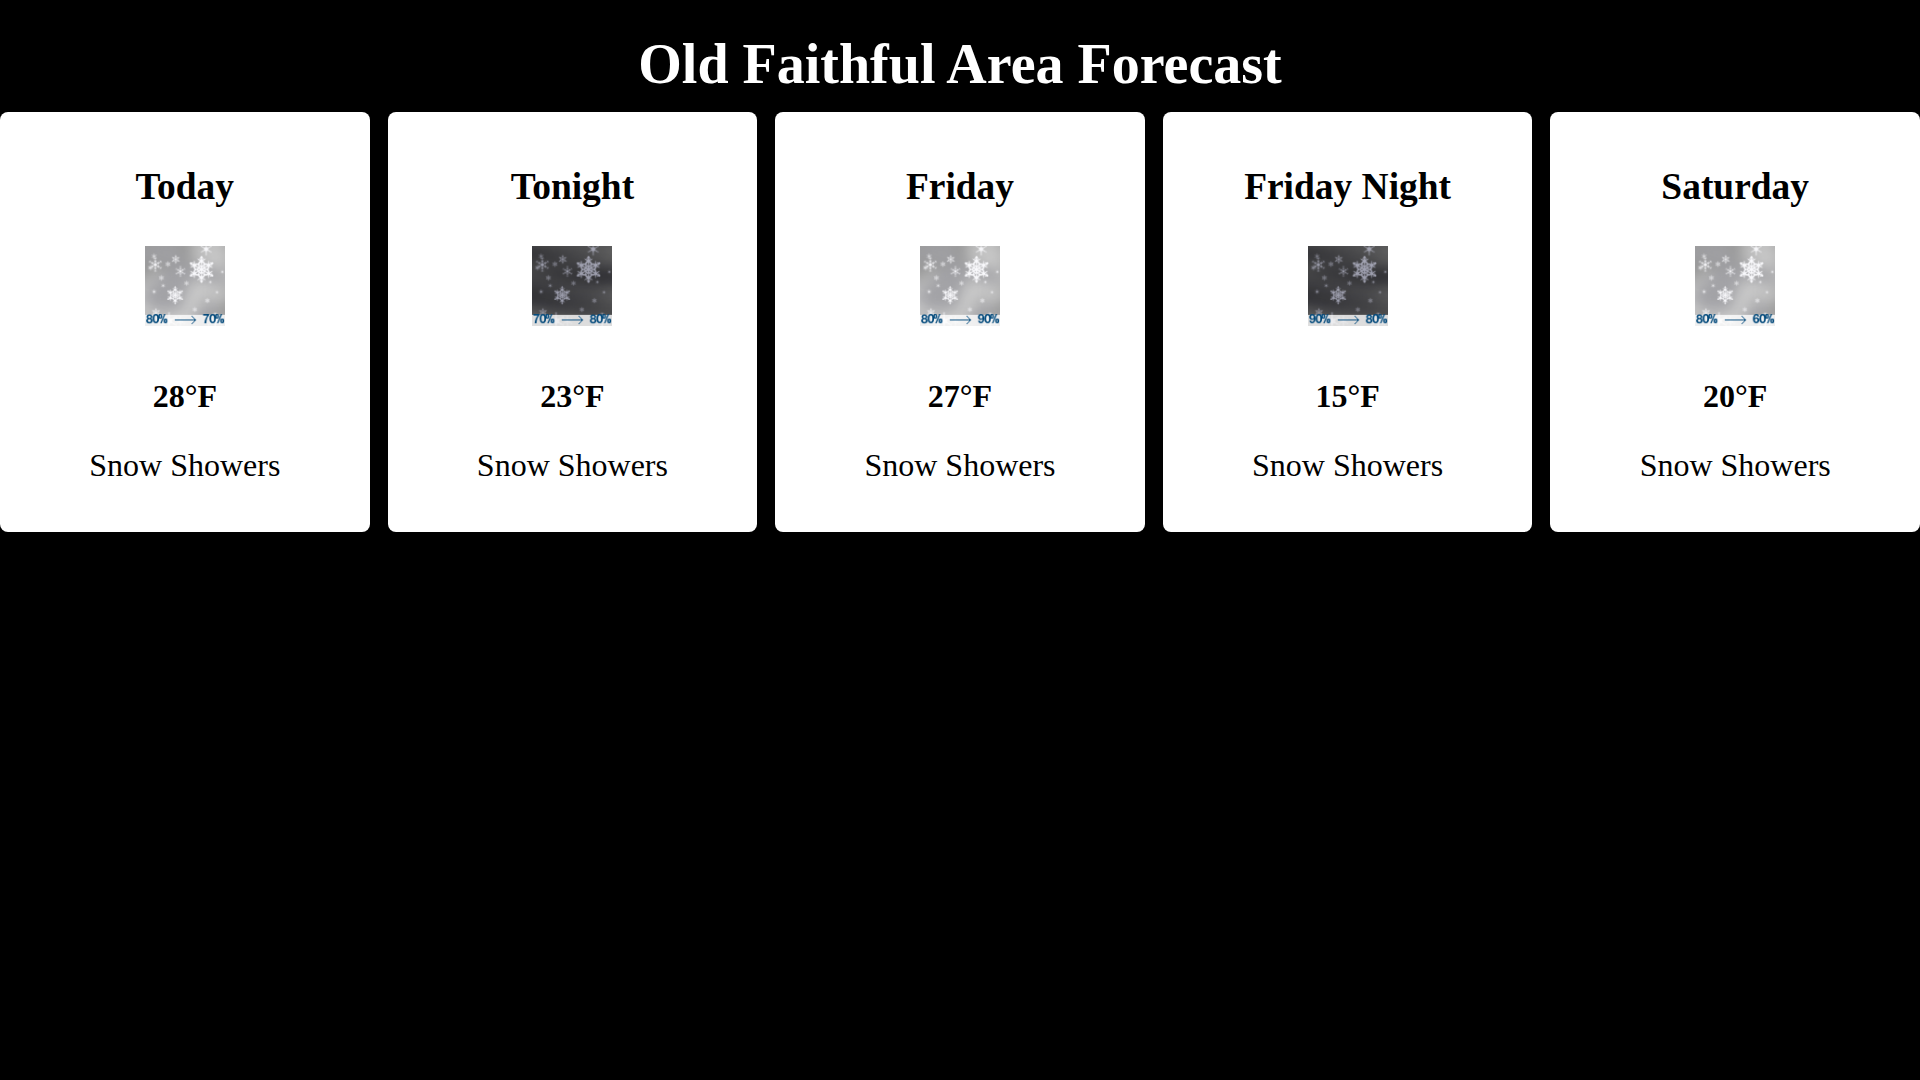 Old Faithful Area Forecast
Today
80% → 70%
28°F
Snow Showers
Tonight
70% → 80%
23°F
Snow Showers
Friday
80% → 90%
27°F
Snow Showers
Friday Night
90% → 80%
15°F
Snow Showers
Saturday
80% → 60%
20°F
Snow Showers